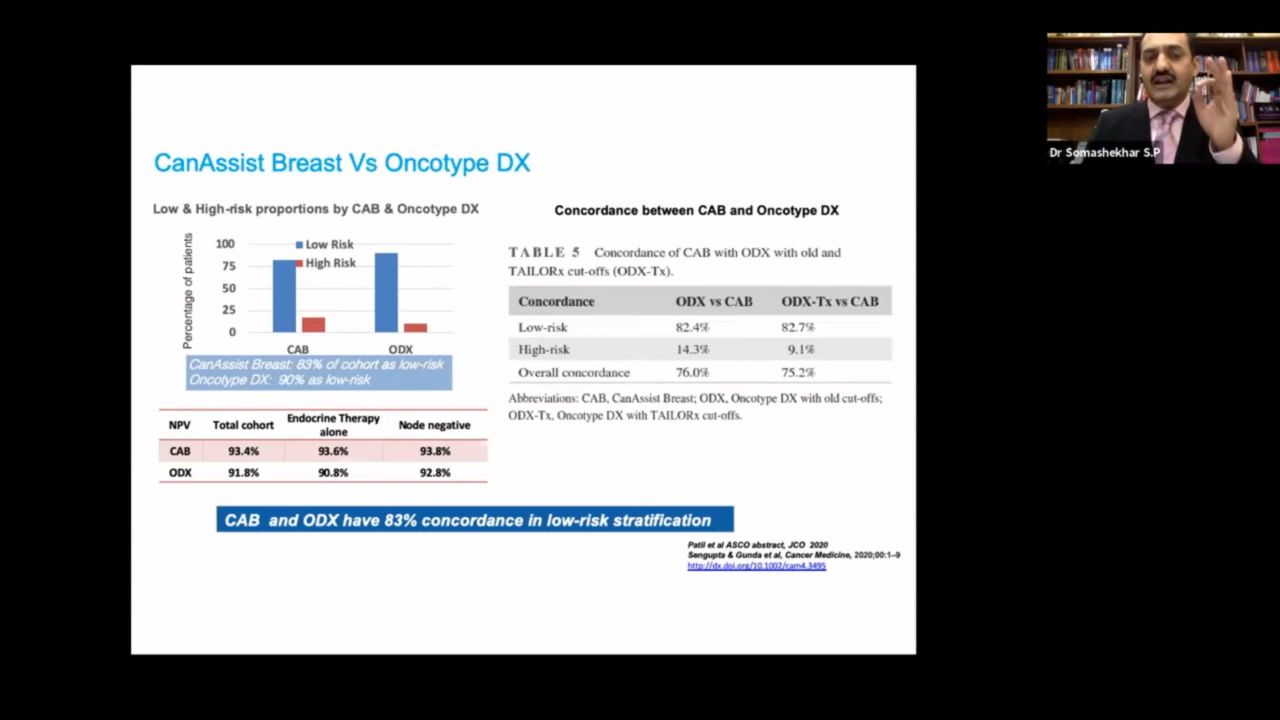 CanAssist Breast Vs Oncotype DX
Low & High-risk proportions by CAB & Oncotype DX
Percentage of patients
100
75
50
25
0
Low Risk
High Risk
CAB
ODX
CanAssist Breast: 83% of cohort as low-risk
Oncotype DX: 90% as low-risk
NPV Total cohort Endocrine Therapy alone Node negative
CAB 93.4% 93.6% 93.8%
ODX 91.8% 90.8% 92.8%
Concordance between CAB and Oncotype DX
TABLE 5 Concordance of CAB with ODX with old and
TAILORx cut-offs (ODX-Tx).
Concordance ODX vs CAB ODX-Tx vs CAB
Low-risk 82.4% 82.7%
High-risk 14.3% 9.1%
Overall concordance 76.0% 75.2%
Abbreviations: CAB, CanAssist Breast; ODX, Oncotype DX with old cut-offs;
ODX-Tx, Oncotype DX with TAILORx cut-offs.
CAB and ODX have 83% concordance in low-risk stratification
Patil et al ASCO abstract, JCO 2020
Sengupta & Gunda et al, Cancer Medicine, 2020;00:1–9
http://dx.doi.org/10.1002/cam4.3495
Dr Somashekhar S.P